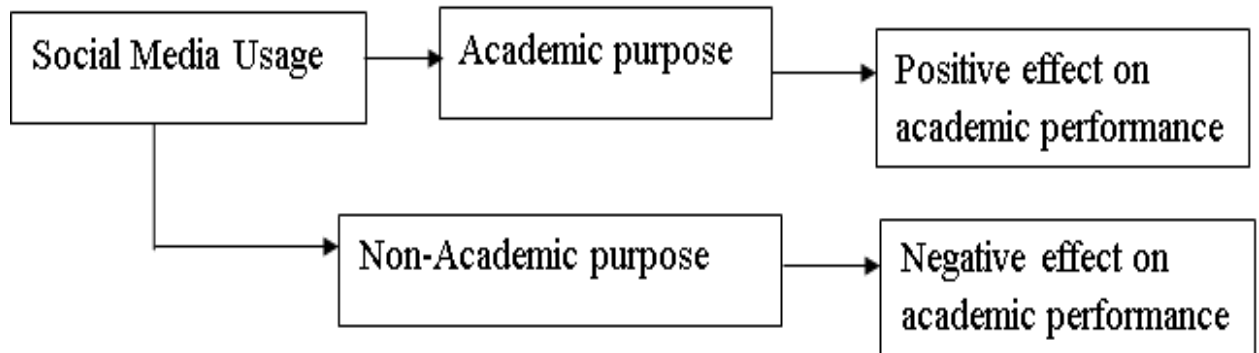 Social Media Usage
Academic purpose
Positive effect on
academic performance
Non-Academic purpose
Negative effect on
academic performance